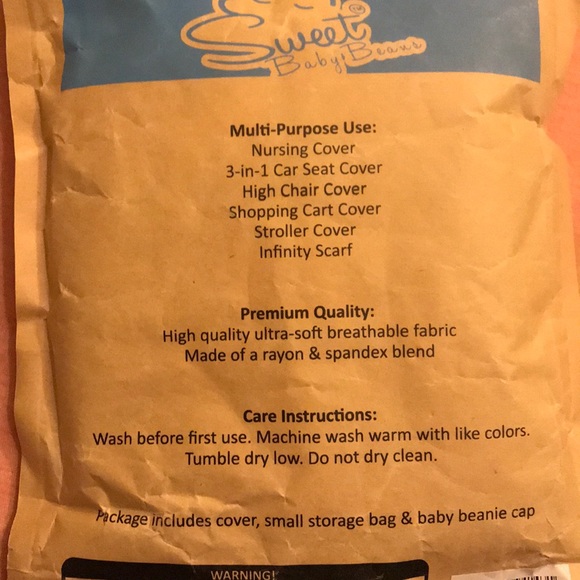 Sweet
Baby Beans
Multi-Purpose Use:
Nursing Cover
3-in-1 Car Seat Cover
High Chair Cover
Shopping Cart Cover
Stroller Cover
Infinity Scarf
Premium Quality:
High quality ultra-soft breathable fabric
Made of a rayon & spandex blend
Care Instructions:
Wash before first use. Machine wash warm with like colors.
Tumble dry low. Do not dry clean.
Package includes cover, small storage bag & baby beanie cap
WARNING!